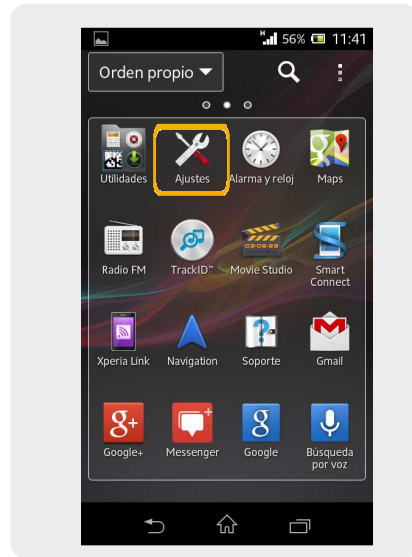 H 56% 11:41
Orden propio
Utilidades Ajustes Alarma y reloj Maps
Radio FM TrackID™ Movie Studio Smart Connect
Xperia Link Navigation Soporte Gmail
Google+ Messenger Google Búsqueda por voz